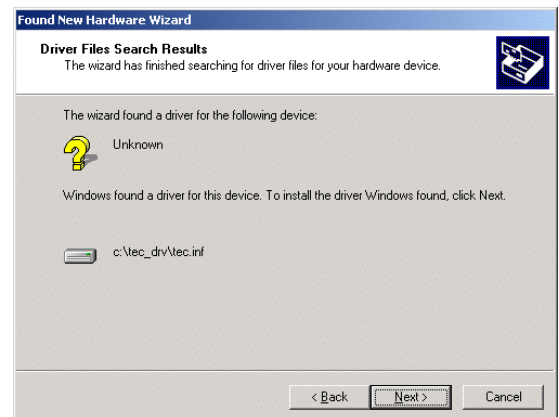 Found New Hardware Wizard
Driver Files Search Results
The wizard has finished searching for driver files for your hardware device.
The wizard found a driver for the following device:
Unknown
Windows found a driver for this device. To install the driver Windows found, click Next.
c:\tec_drv\tec.inf
< Back
Next >
Cancel